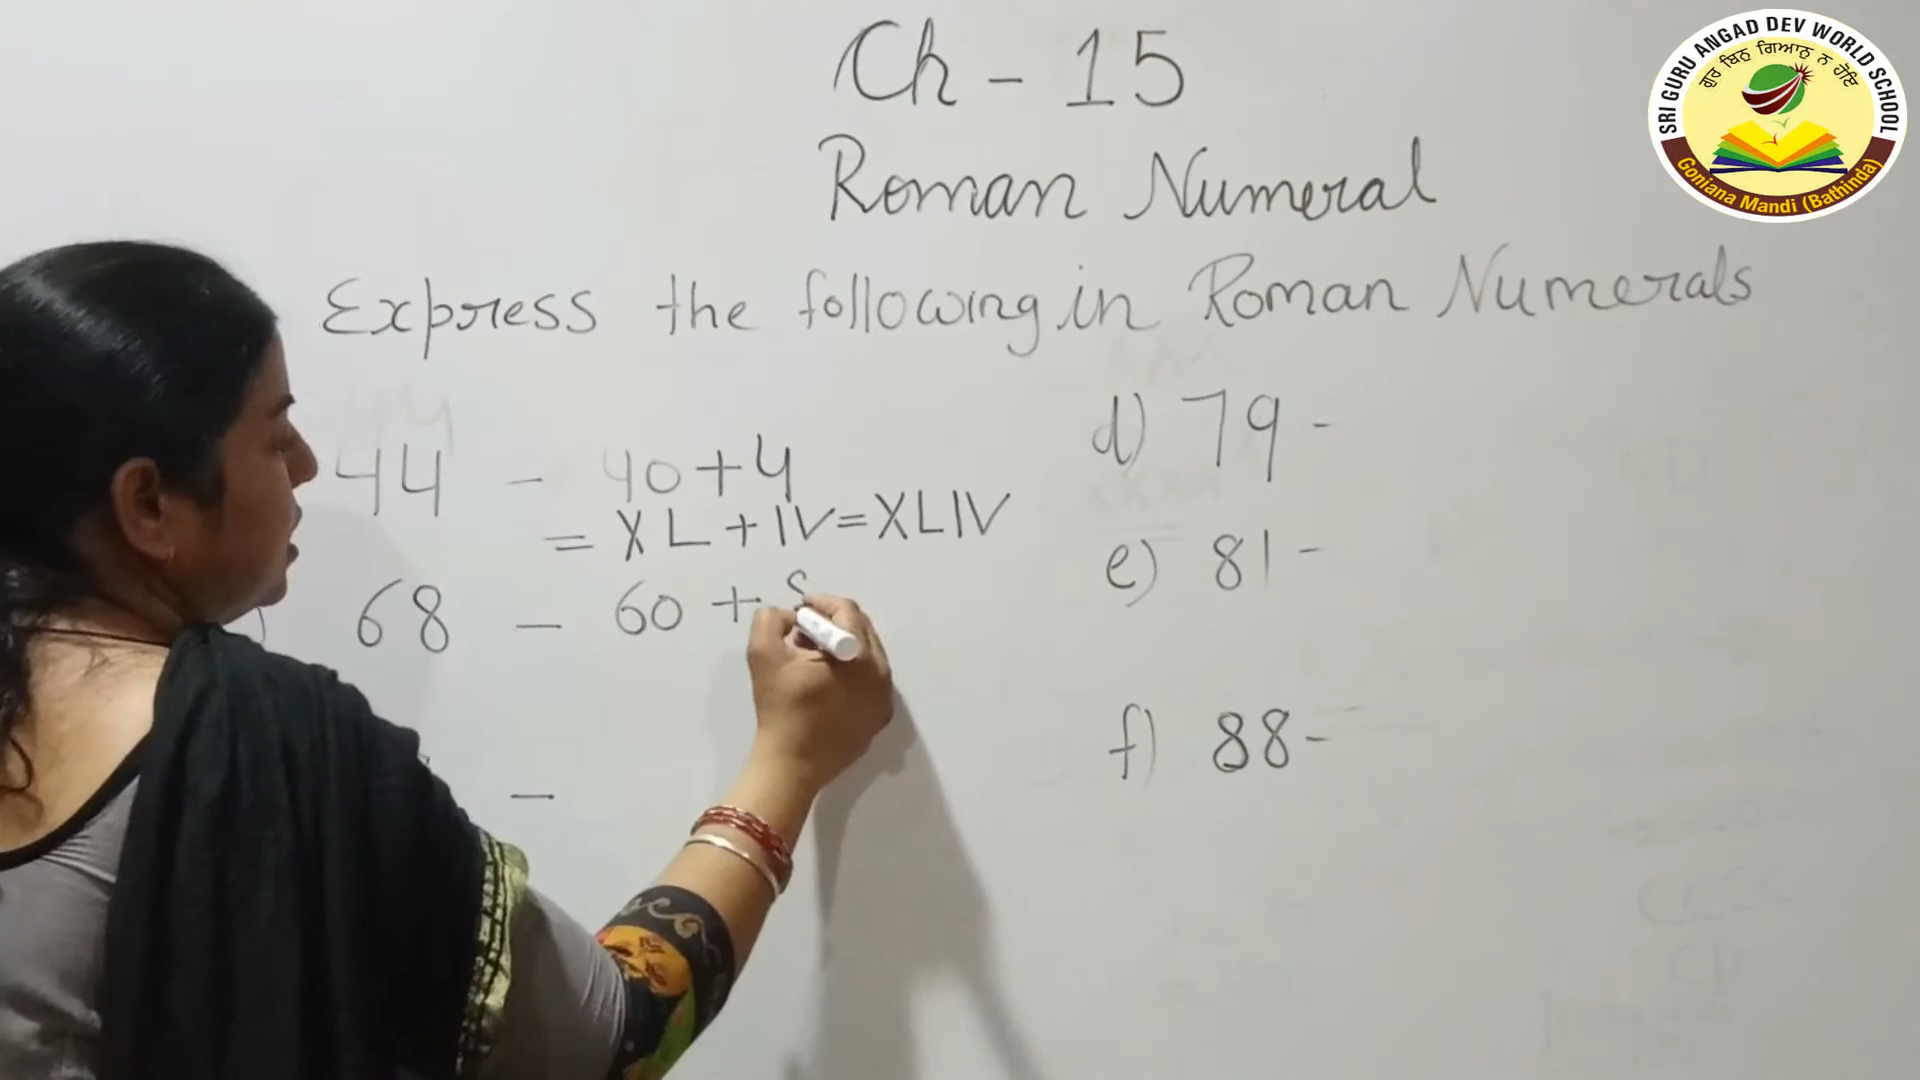 Ch - 15
Roman Numeral
Express the following in Roman Numerals
44 - 40+4
= XL+IV=XLIV
68 - 60 + 8
-
d) 79 -
e) 81 -
f) 88 -
SRI GURU ANGAD DEV WORLD SCHOOL
ਗੁਰ ਬਿਨੁ ਗਿਆਨੁ ਨ ਹੋਇ
Goniana Mandi (Bathinda)